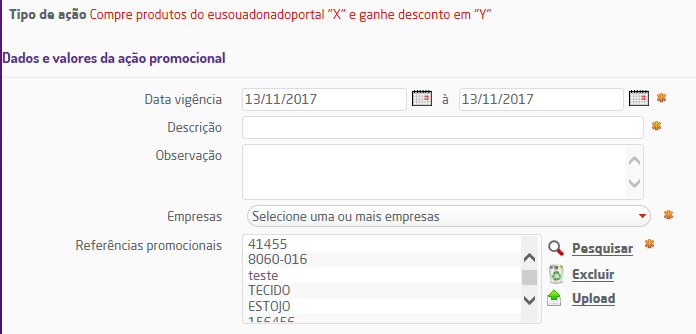 Tipo de ação Compre produtos do eusouadonadoportal "X" e ganhe desconto em "Y"
Dados e valores da ação promocional
Data vigência 13/11/2017 à 13/11/2017
Descrição
Observação
Empresas Selecione uma ou mais empresas
Referências promocionais 41455
8060-016
teste
TECIDO
ESTOJO
156456
Pesquisar
Excluir
Upload